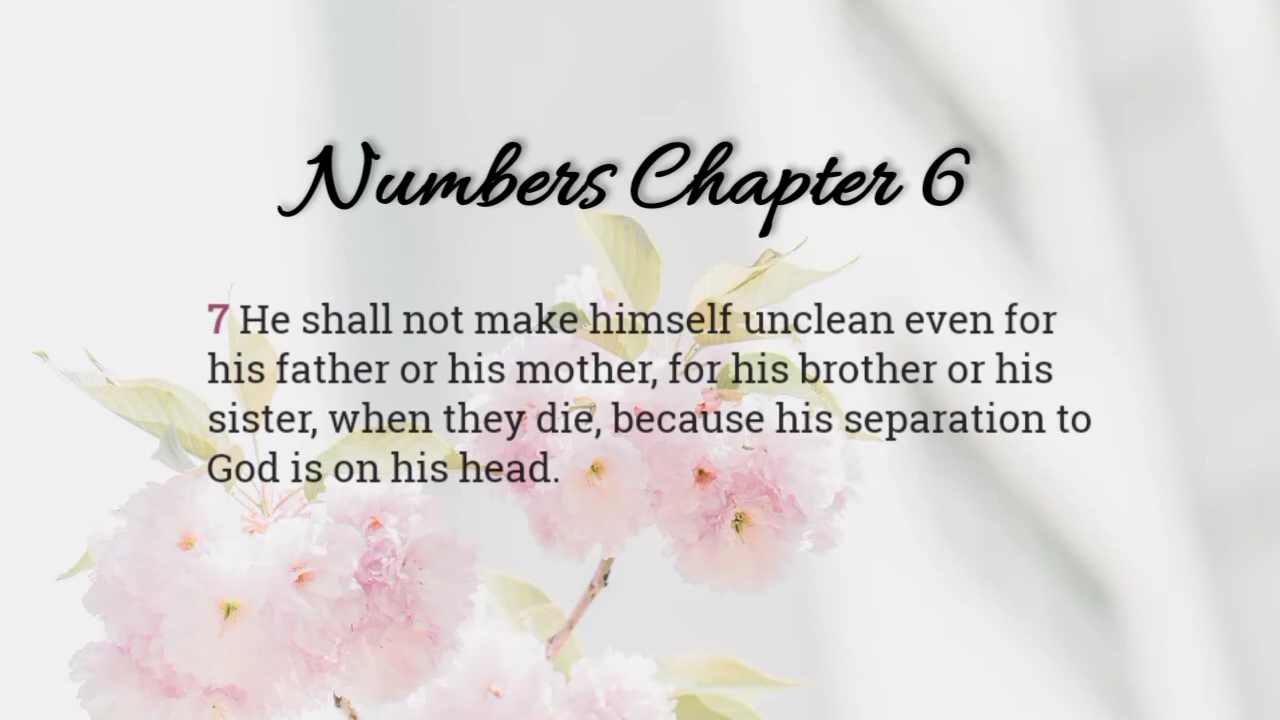 Numbers Chapter 6
7 He shall not make himself unclean even for
his father or his mother, for his brother or his
sister, when they die, because his separation to
God is on his head.